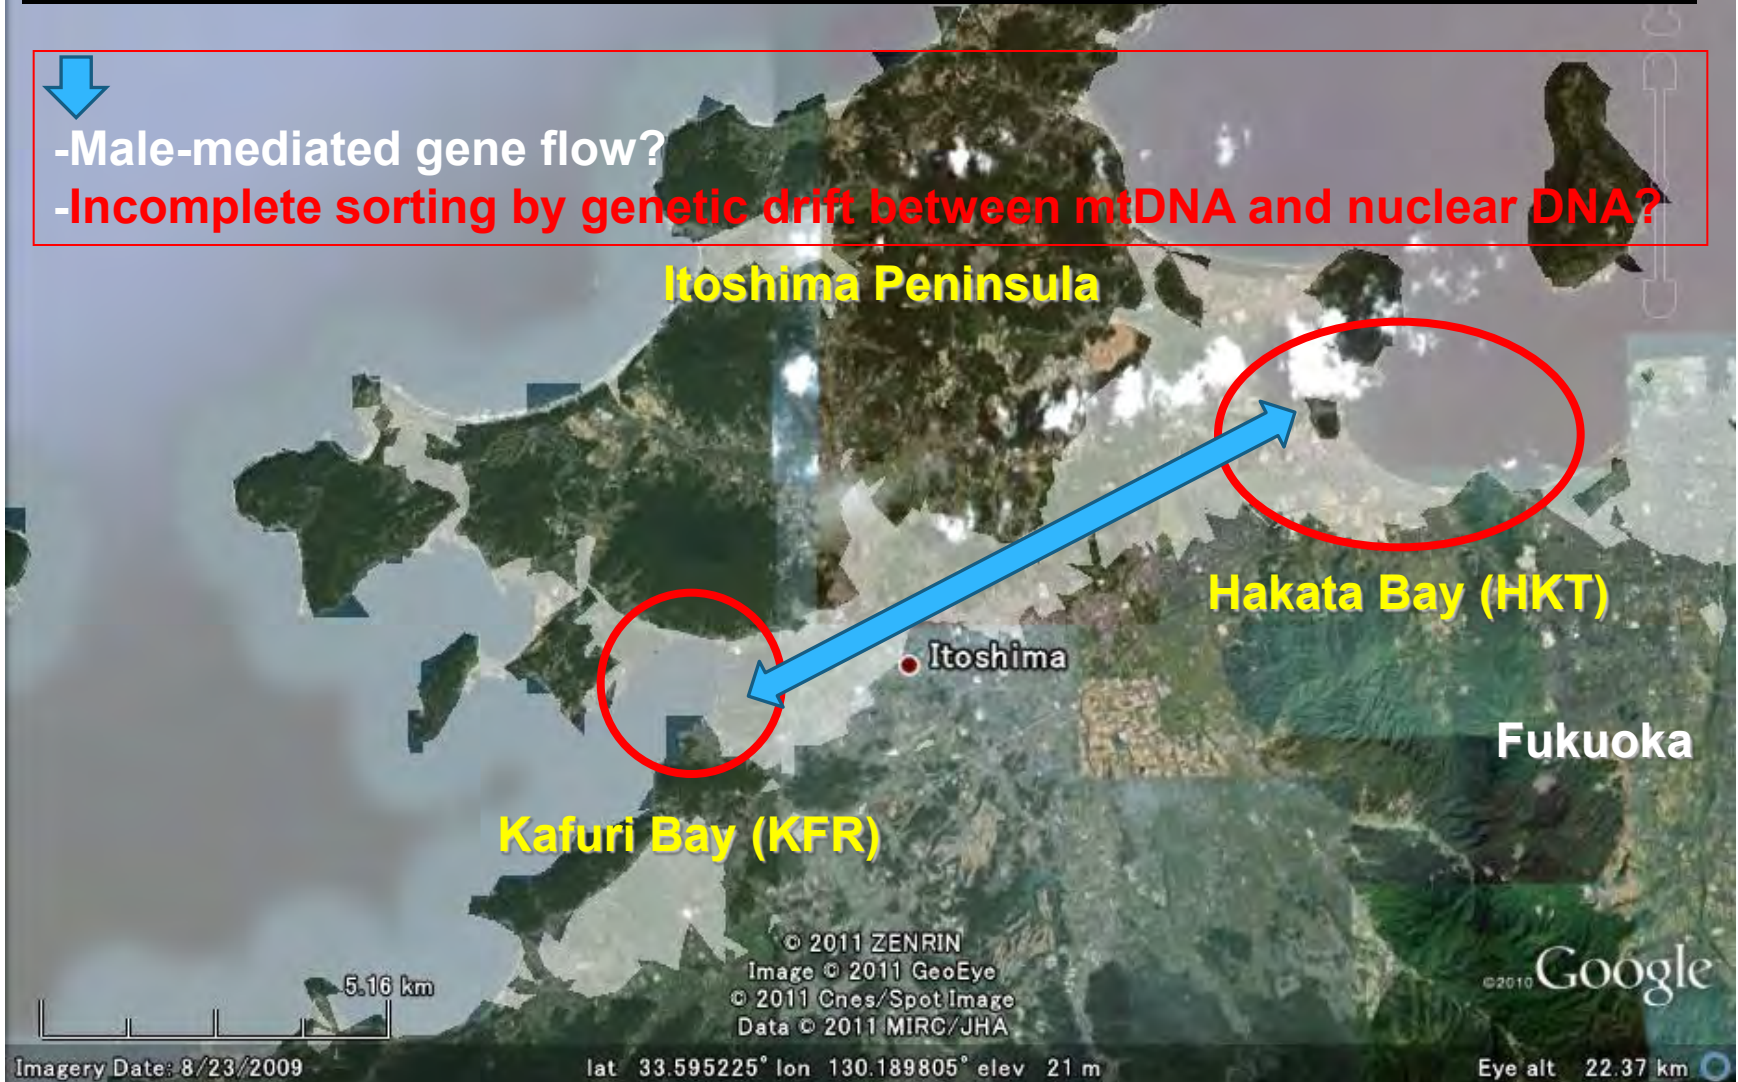 -Male-mediated gene flow?
-Incomplete sorting by genetic drift between mtDNA and nuclear DNA?
Itoshima Peninsula
Hakata Bay (HKT)
Itoshima
Fukuoka
Kafuri Bay (KFR)
© 2011 ZENRIN
Image © 2011 GeoEye
© 2011 Cnes/Spot Image
Data © 2011 MIRC/JHA
©2010 Google
5.16 km
Imagery Date: 8/23/2009
lat 33.595225° lon 130.189805° elev 21 m
Eye alt 22.37 km